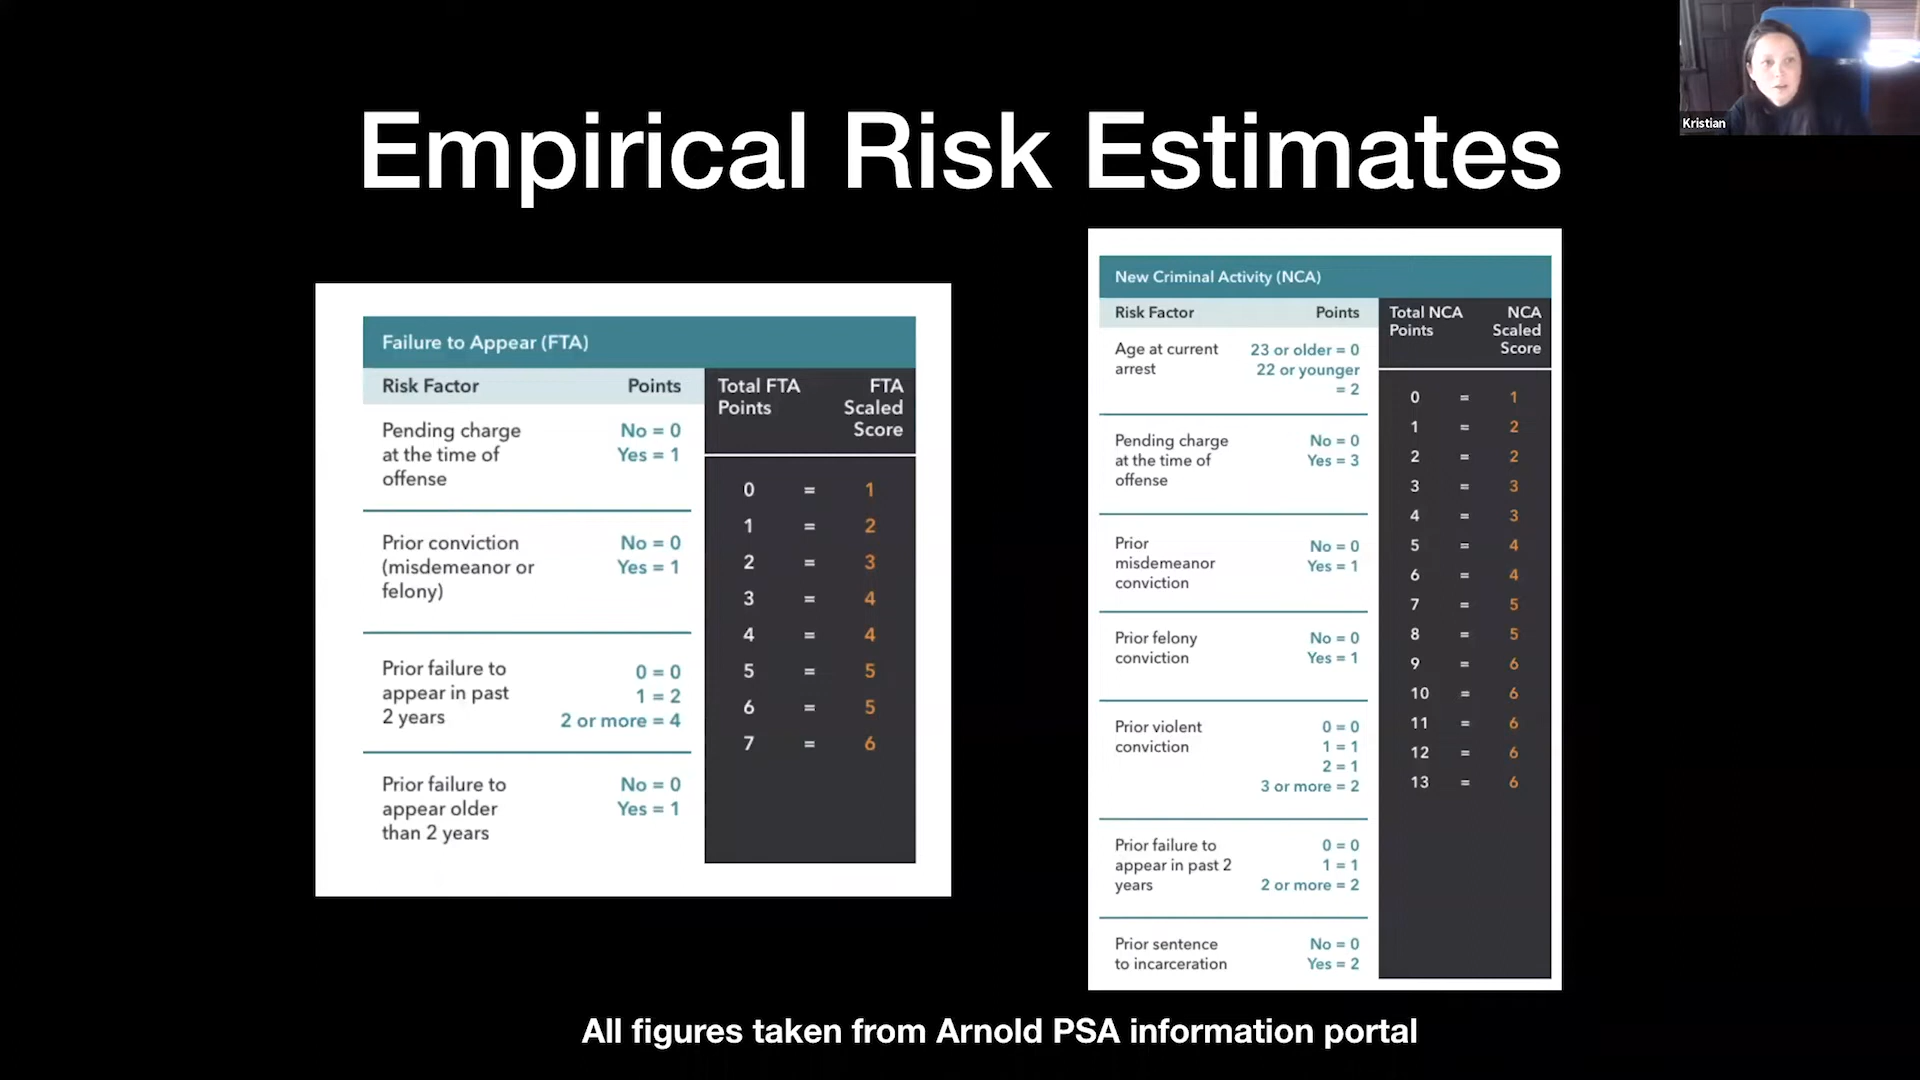 Kristian
Empirical Risk Estimates
Failure to Appear (FTA)
Risk Factor Points
Pending charge
at the time of
offense
No = 0
Yes = 1
Prior conviction
(misdemeanor or
felony)
No = 0
Yes = 1
Prior failure to
appear in past
2 years
0 = 0
1 = 2
2 or more = 4
Prior failure to
appear older
than 2 years
No = 0
Yes = 1
Total FTA
Points
FTA
Scaled
Score
0 = 1
1 = 2
2 = 3
3 = 4
4 = 4
5 = 5
6 = 5
7 = 6
New Criminal Activity (NCA)
Risk Factor Points
Age at current
arrest
23 or older = 0
22 or younger
= 2
Pending charge
at the time of
offense
No = 0
Yes = 3
Prior
misdemeanor
conviction
No = 0
Yes = 1
Prior felony
conviction
No = 0
Yes = 1
Prior violent
conviction
0 = 0
1 = 1
2 = 1
3 or more = 2
Prior failure to
appear in past 2
years
0 = 0
1 = 1
2 or more = 2
Prior sentence
to incarceration
No = 0
Yes = 2
Total NCA
Points
NCA
Scaled
Score
0 = 1
1 = 2
2 = 2
3 = 3
4 = 3
5 = 4
6 = 4
7 = 5
8 = 5
9 = 6
10 = 6
11 = 6
12 = 6
13 = 6
All figures taken from Arnold PSA information portal